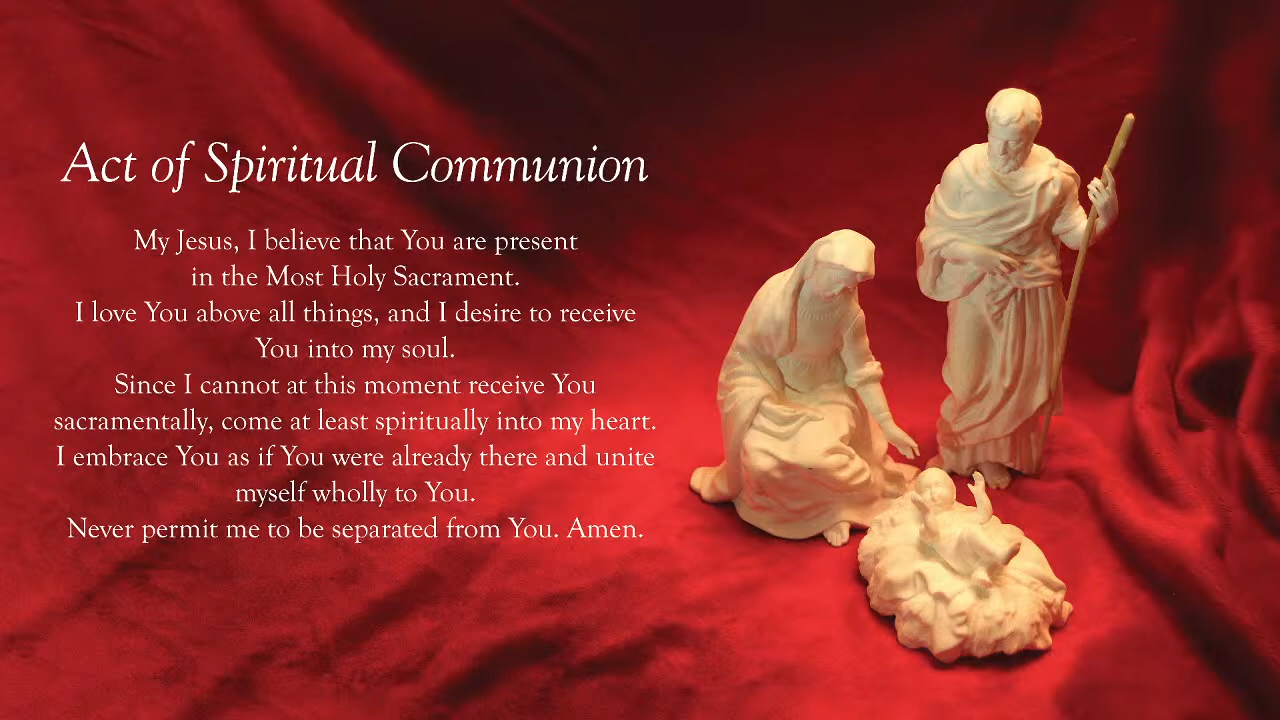 Act of Spiritual Communion
My Jesus, I believe that You are present
in the Most Holy Sacrament.
I love You above all things, and I desire to receive
You into my soul.
Since I cannot at this moment receive You
sacramentally, come at least spiritually into my heart.
I embrace You as if You were already there and unite
myself wholly to You.
Never permit me to be separated from You. Amen.